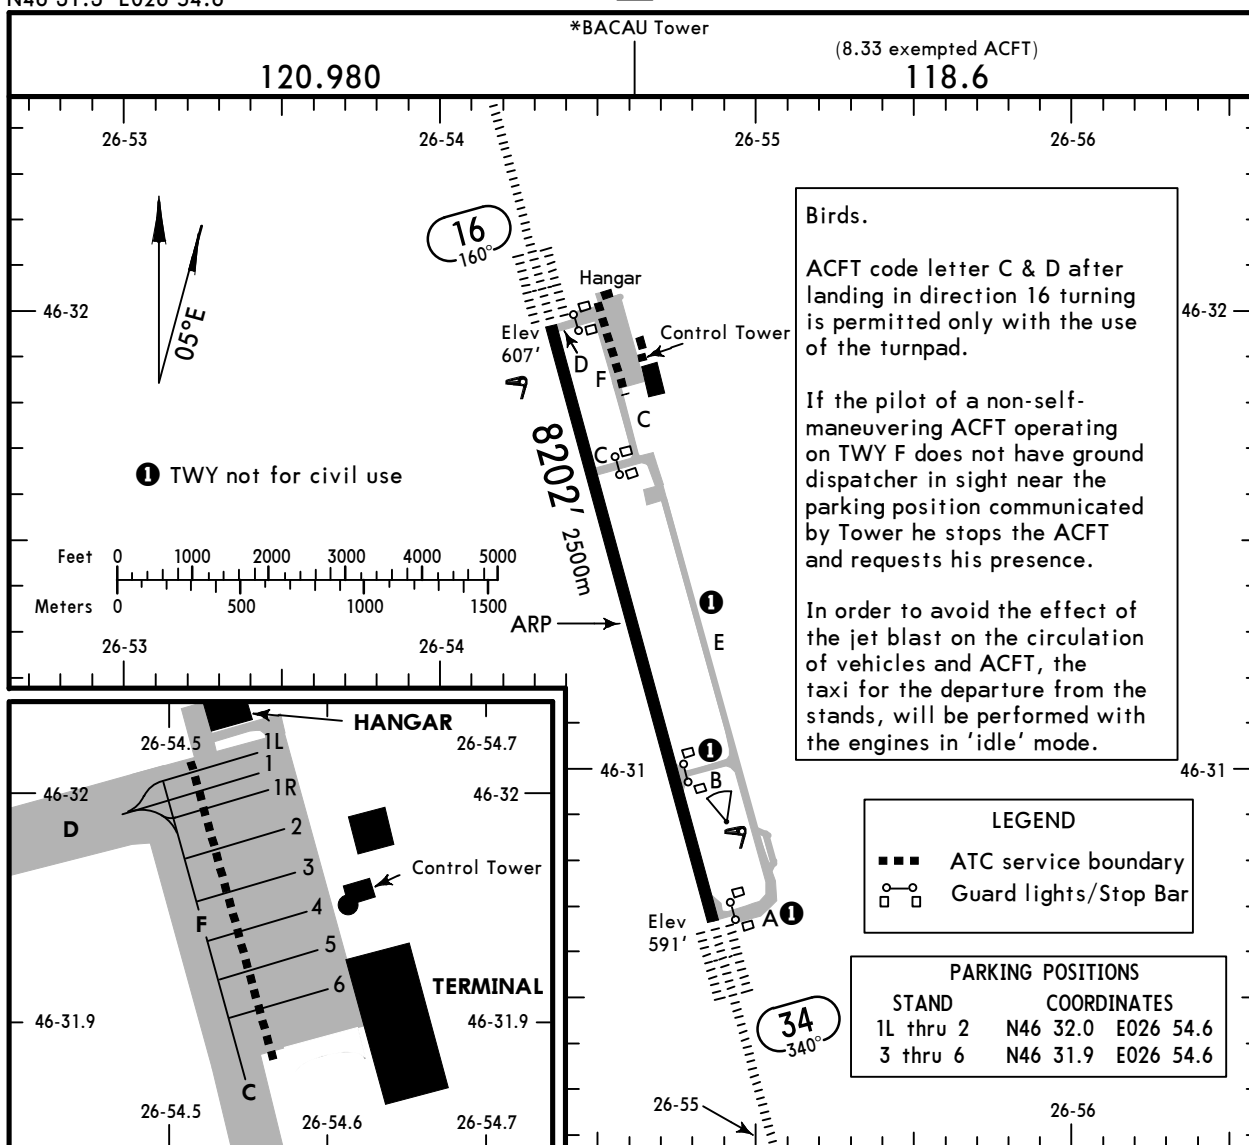 *BACAU Tower
(8.33 exempted ACFT)
120.980
118.6
26-53
26-54
26-55
26-56
16
160°
05°E
46-32
46-32
Hangar
Elev
607'
Control Tower
D
F
C
C
8202' 2500m
1 TWY not for civil use
Feet 0 1000 2000 3000 4000 5000
Meters 0 500 1000 1500
ARP
1
E
26-53
26-54
Birds.
ACFT code letter C & D after
landing in direction 16 turning
is permitted only with the use
of the turnpad.
If the pilot of a non-self-
maneuvering ACFT operating
on TWY F does not have ground
dispatcher in sight near the
parking position communicated
by Tower he stops the ACFT
and requests his presence.
In order to avoid the effect of
the jet blast on the circulation
of vehicles and ACFT, the
taxi for the departure from the
stands, will be performed with
the engines in 'idle' mode.
46-31
46-31
1
B
A 1
Elev
591'
34
340°
26-55
26-56
HANGAR
26-54.5
26-54.7
1L
1
1R
2
3
4
5
6
46-32
46-32
D
Control Tower
F
TERMINAL
46-31.9
46-31.9
C
26-54.5
26-54.6
26-54.7
LEGEND
ATC service boundary
Guard lights/Stop Bar
PARKING POSITIONS
STAND COORDINATES
1L thru 2 N46 32.0 E026 54.6
3 thru 6 N46 31.9 E026 54.6